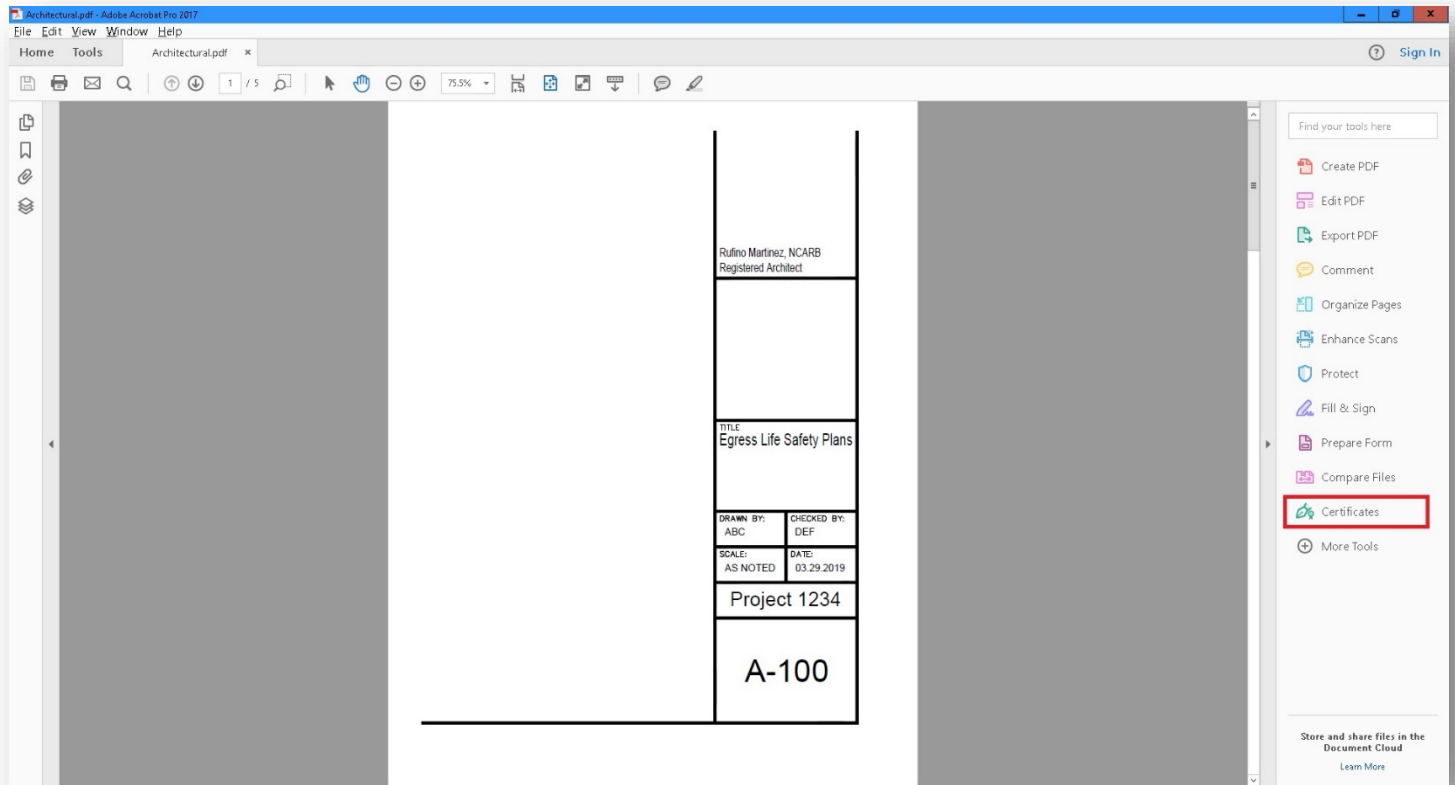 Architectural.pdf - Adobe Acrobat Pro 2017
File Edit View Window Help
Home Tools Architectural.pdf × Sign In
1 / 5 75.5%
Find your tools here
Create PDF
Edit PDF
Export PDF
Comment
Organize Pages
Enhance Scans
Protect
Fill & Sign
Prepare Form
Compare Files
Certificates
More Tools
Store and share files in the
Document Cloud
Learn More
Rufino Martinez, NCARB
Registered Architect
TITLE
Egress Life Safety Plans
DRAWN BY: CHECKED BY:
ABC DEF
SCALE: DATE:
AS NOTED 03.29.2019
Project 1234
A-100